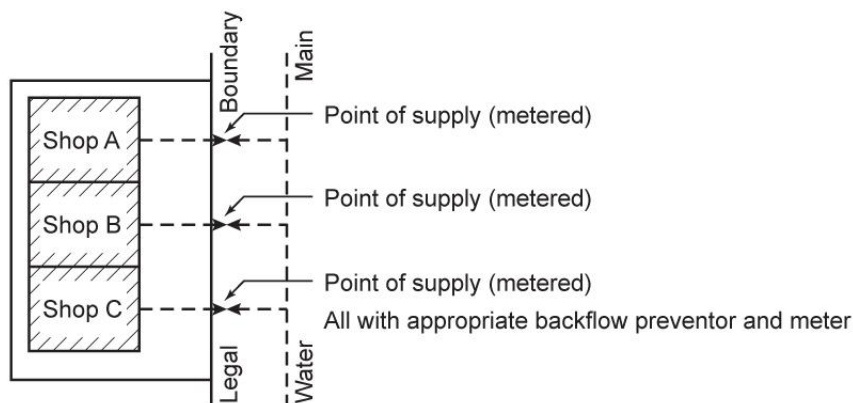 Legal Boundary
Water Main
Shop A
Point of supply (metered)
Shop B
Point of supply (metered)
Shop C
Point of supply (metered)
All with appropriate backflow preventor and meter